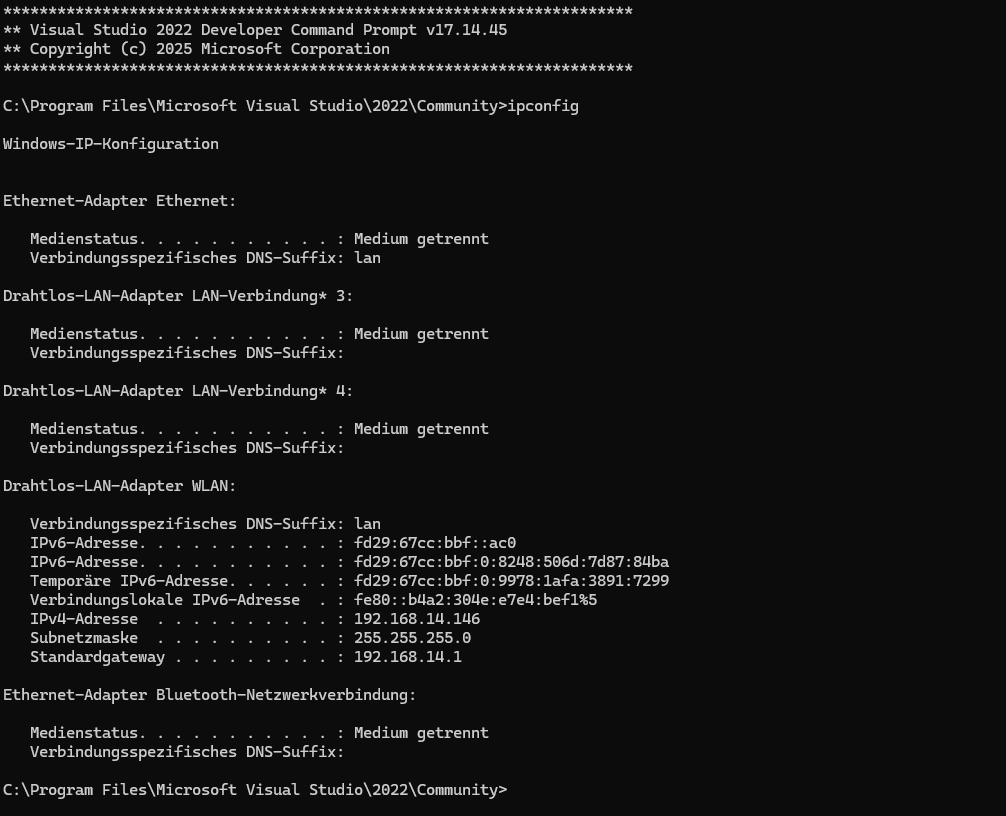 **********************************************************************
** Visual Studio 2022 Developer Command Prompt v17.14.45
** Copyright (c) 2025 Microsoft Corporation
**********************************************************************
C:\Program Files\Microsoft Visual Studio\2022\Community>ipconfig
Windows-IP-Konfiguration
Ethernet-Adapter Ethernet:
   Medienstatus. . . . . . . . . . . : Medium getrennt
   Verbindungsspezifisches DNS-Suffix: lan
Drahtlos-LAN-Adapter LAN-Verbindung* 3:
   Medienstatus. . . . . . . . . . . : Medium getrennt
   Verbindungsspezifisches DNS-Suffix:
Drahtlos-LAN-Adapter LAN-Verbindung* 4:
   Medienstatus. . . . . . . . . . . : Medium getrennt
   Verbindungsspezifisches DNS-Suffix:
Drahtlos-LAN-Adapter WLAN:
   Verbindungsspezifisches DNS-Suffix: lan
   IPv6-Adresse. . . . . . . . . . . : fd29:67cc:bbf::ac0
   IPv6-Adresse. . . . . . . . . . . : fd29:67cc:bbf:0:8248:506d:7d87:84ba
   Temporäre IPv6-Adresse. . . . . . : fd29:67cc:bbf:0:9978:1afa:3891:7299
   Verbindungslokale IPv6-Adresse  . : fe80::b4a2:304e:e7e4:bef1%5
   IPv4-Adresse  . . . . . . . . . . : 192.168.14.146
   Subnetzmaske  . . . . . . . . . . : 255.255.255.0
   Standardgateway . . . . . . . . . : 192.168.14.1
Ethernet-Adapter Bluetooth-Netzwerkverbindung:
   Medienstatus. . . . . . . . . . . : Medium getrennt
   Verbindungsspezifisches DNS-Suffix:
C:\Program Files\Microsoft Visual Studio\2022\Community>